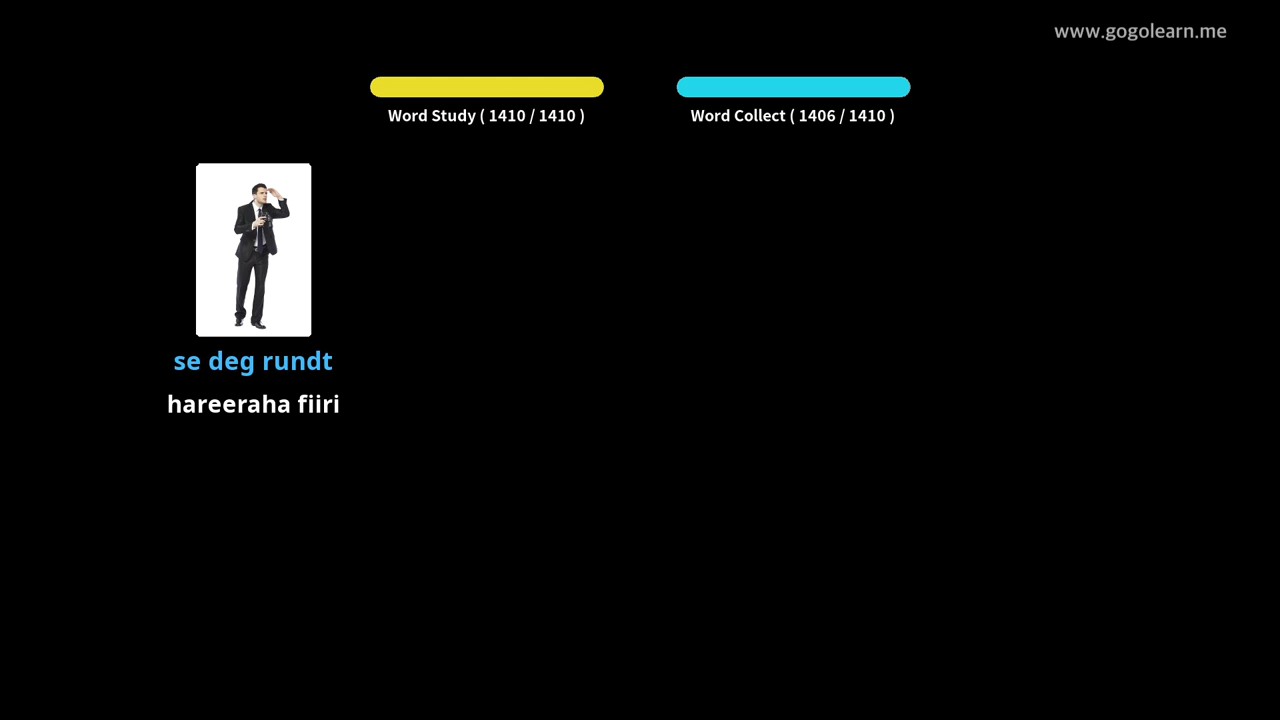 www.gogolearn.me
Word Study ( 1410 / 1410 )
Word Collect ( 1406 / 1410 )
se deg rundt
hareeraha fiiri